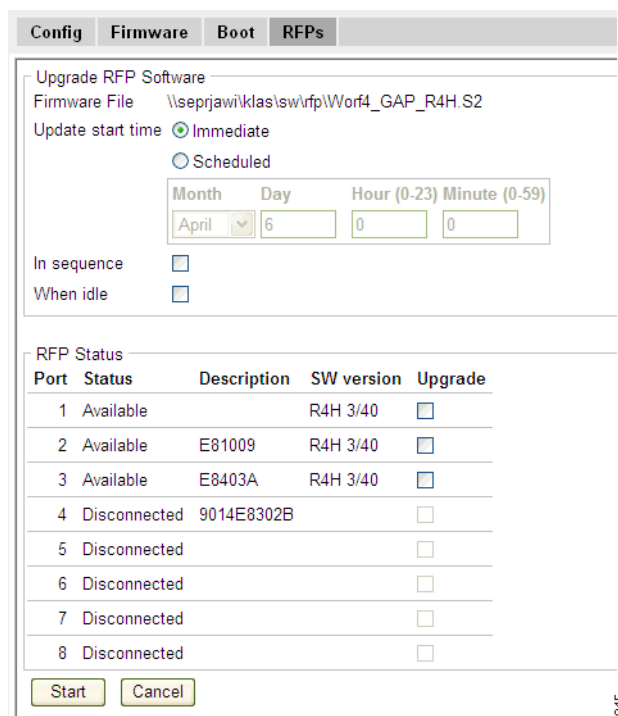 Config Firmware Boot RFPs
Upgrade RFP Software
Firmware File \\seprjawi\klas\sw\rfp\Worf4_GAP_R4H.S2
Update start time Immediate
Scheduled
Month Day Hour (0-23) Minute (0-59)
April 6 0 0
In sequence
When idle
RFP Status
Port Status Description SW version Upgrade
1 Available R4H 3/40
2 Available E81009 R4H 3/40
3 Available E8403A R4H 3/40
4 Disconnected 9014E8302B
5 Disconnected
6 Disconnected
7 Disconnected
8 Disconnected
Start Cancel